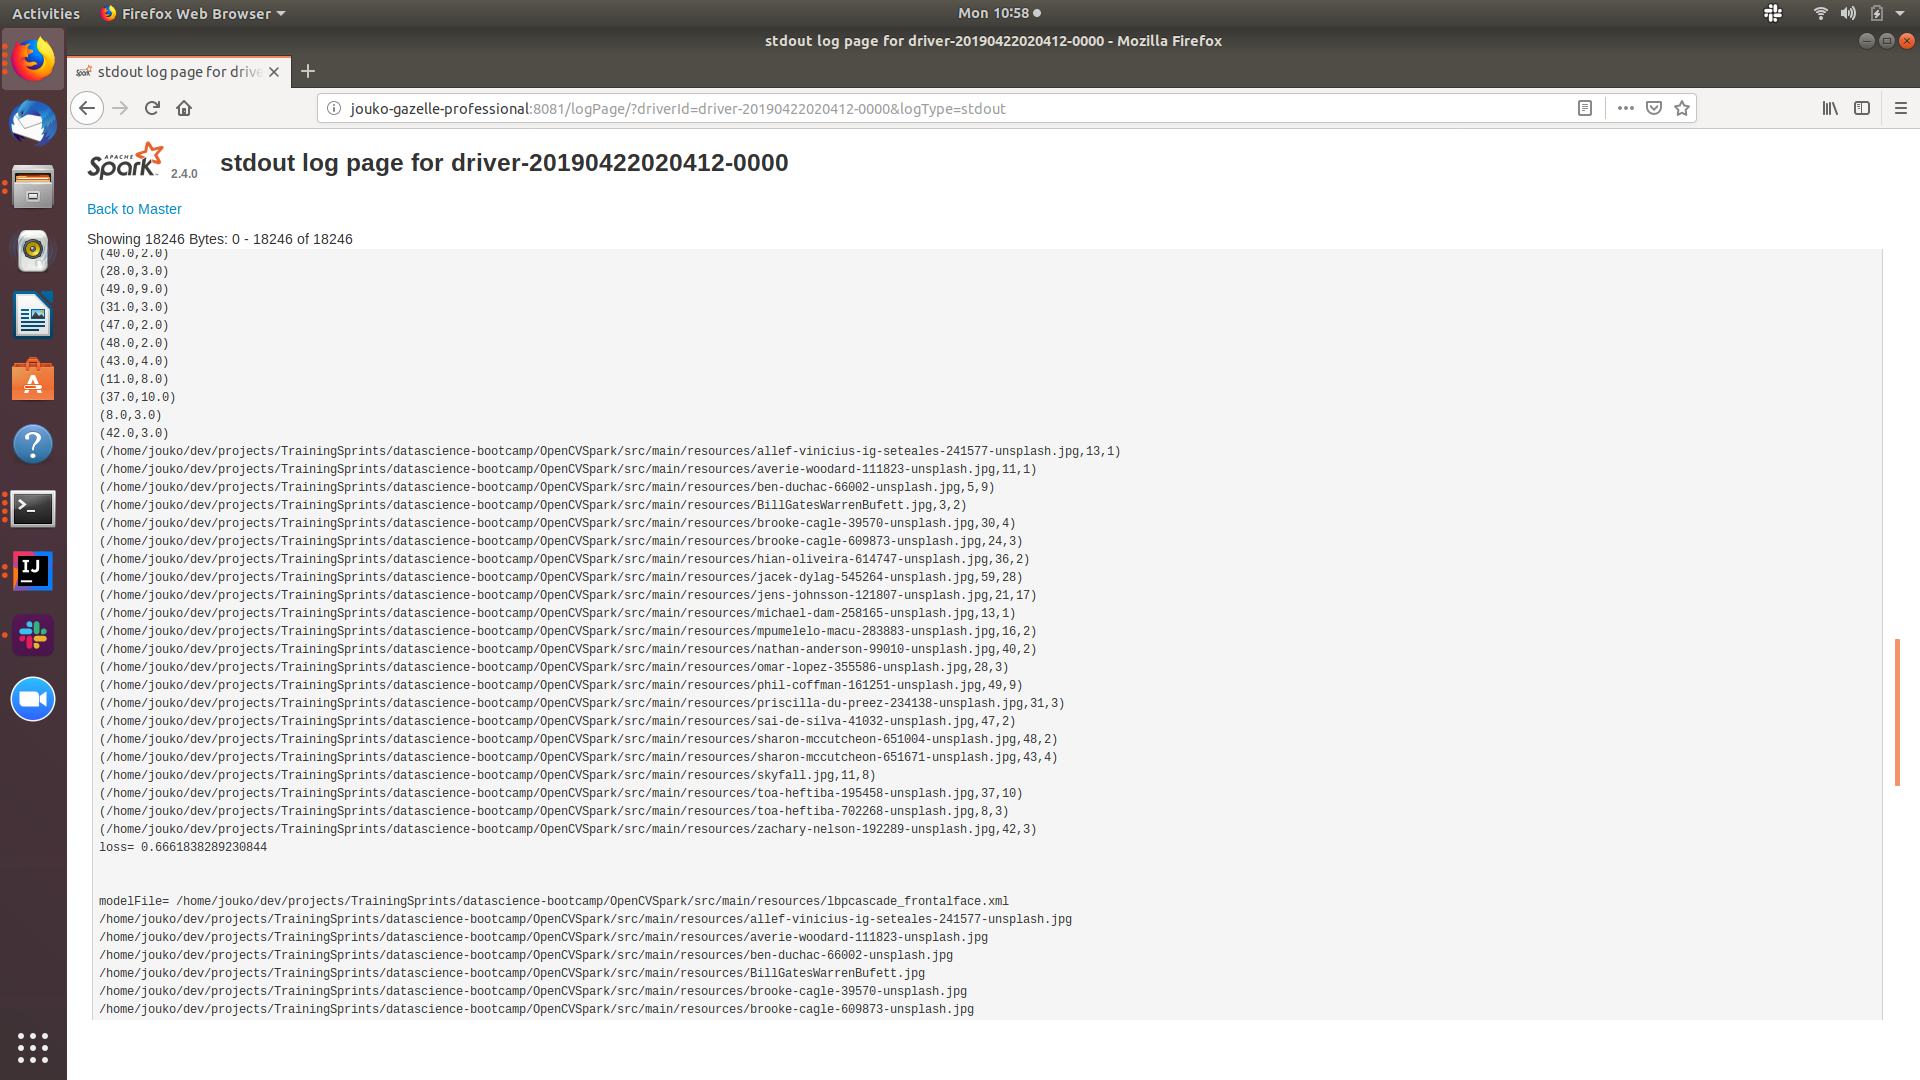 Activities
Firefox Web Browser
Mon 10:58
stdout log page for driver-20190422020412-0000 - Mozilla Firefox
stdout log page for drive
jouko-gazelle-professional:8081/logPage/?driverId=driver-20190422020412-0000&logType=stdout
APACHE
Spark 2.4.0
stdout log page for driver-20190422020412-0000
Back to Master
Showing 18246 Bytes: 0 - 18246 of 18246
(40.0,2.0)
(28.0,3.0)
(49.0,9.0)
(31.0,3.0)
(47.0,2.0)
(48.0,2.0)
(43.0,4.0)
(11.0,8.0)
(37.0,10.0)
(8.0,3.0)
(42.0,3.0)
(/home/jouko/dev/projects/TrainingSprints/datascience-bootcamp/OpenCVSpark/src/main/resources/allef-vinicius-ig-seteales-241577-unsplash.jpg,13,1)
(/home/jouko/dev/projects/TrainingSprints/datascience-bootcamp/OpenCVSpark/src/main/resources/averie-woodard-111823-unsplash.jpg,11,1)
(/home/jouko/dev/projects/TrainingSprints/datascience-bootcamp/OpenCVSpark/src/main/resources/ben-duchac-66002-unsplash.jpg,5,9)
(/home/jouko/dev/projects/TrainingSprints/datascience-bootcamp/OpenCVSpark/src/main/resources/BillGatesWarrenBufett.jpg,3,2)
(/home/jouko/dev/projects/TrainingSprints/datascience-bootcamp/OpenCVSpark/src/main/resources/brooke-cagle-39570-unsplash.jpg,30,4)
(/home/jouko/dev/projects/TrainingSprints/datascience-bootcamp/OpenCVSpark/src/main/resources/brooke-cagle-609873-unsplash.jpg,24,3)
(/home/jouko/dev/projects/TrainingSprints/datascience-bootcamp/OpenCVSpark/src/main/resources/hian-oliveira-614747-unsplash.jpg,36,2)
(/home/jouko/dev/projects/TrainingSprints/datascience-bootcamp/OpenCVSpark/src/main/resources/jacek-dylag-545264-unsplash.jpg,59,28)
(/home/jouko/dev/projects/TrainingSprints/datascience-bootcamp/OpenCVSpark/src/main/resources/jens-johnsson-121807-unsplash.jpg,21,17)
(/home/jouko/dev/projects/TrainingSprints/datascience-bootcamp/OpenCVSpark/src/main/resources/michael-dam-258165-unsplash.jpg,13,1)
(/home/jouko/dev/projects/TrainingSprints/datascience-bootcamp/OpenCVSpark/src/main/resources/mpumelelo-macu-283883-unsplash.jpg,16,2)
(/home/jouko/dev/projects/TrainingSprints/datascience-bootcamp/OpenCVSpark/src/main/resources/nathan-anderson-99010-unsplash.jpg,40,2)
(/home/jouko/dev/projects/TrainingSprints/datascience-bootcamp/OpenCVSpark/src/main/resources/omar-lopez-355586-unsplash.jpg,28,3)
(/home/jouko/dev/projects/TrainingSprints/datascience-bootcamp/OpenCVSpark/src/main/resources/phil-coffman-161251-unsplash.jpg,49,9)
(/home/jouko/dev/projects/TrainingSprints/datascience-bootcamp/OpenCVSpark/src/main/resources/priscilla-du-preez-234138-unsplash.jpg,31,3)
(/home/jouko/dev/projects/TrainingSprints/datascience-bootcamp/OpenCVSpark/src/main/resources/sai-de-silva-41032-unsplash.jpg,47,2)
(/home/jouko/dev/projects/TrainingSprints/datascience-bootcamp/OpenCVSpark/src/main/resources/sharon-mccutcheon-651004-unsplash.jpg,48,2)
(/home/jouko/dev/projects/TrainingSprints/datascience-bootcamp/OpenCVSpark/src/main/resources/sharon-mccutcheon-651671-unsplash.jpg,43,4)
(/home/jouko/dev/projects/TrainingSprints/datascience-bootcamp/OpenCVSpark/src/main/resources/skyfall.jpg,11,8)
(/home/jouko/dev/projects/TrainingSprints/datascience-bootcamp/OpenCVSpark/src/main/resources/toa-heftiba-195458-unsplash.jpg,37,10)
(/home/jouko/dev/projects/TrainingSprints/datascience-bootcamp/OpenCVSpark/src/main/resources/toa-heftiba-702268-unsplash.jpg,8,3)
(/home/jouko/dev/projects/TrainingSprints/datascience-bootcamp/OpenCVSpark/src/main/resources/zachary-nelson-192289-unsplash.jpg,42,3)
loss= 0.6661838289230844
modelFile= /home/jouko/dev/projects/TrainingSprints/datascience-bootcamp/OpenCVSpark/src/main/resources/lbpcascade_frontalface.xml
/home/jouko/dev/projects/TrainingSprints/datascience-bootcamp/OpenCVSpark/src/main/resources/allef-vinicius-ig-seteales-241577-unsplash.jpg
/home/jouko/dev/projects/TrainingSprints/datascience-bootcamp/OpenCVSpark/src/main/resources/averie-woodard-111823-unsplash.jpg
/home/jouko/dev/projects/TrainingSprints/datascience-bootcamp/OpenCVSpark/src/main/resources/ben-duchac-66002-unsplash.jpg
/home/jouko/dev/projects/TrainingSprints/datascience-bootcamp/OpenCVSpark/src/main/resources/BillGatesWarrenBufett.jpg
/home/jouko/dev/projects/TrainingSprints/datascience-bootcamp/OpenCVSpark/src/main/resources/brooke-cagle-39570-unsplash.jpg
/home/jouko/dev/projects/TrainingSprints/datascience-bootcamp/OpenCVSpark/src/main/resources/brooke-cagle-609873-unsplash.jpg